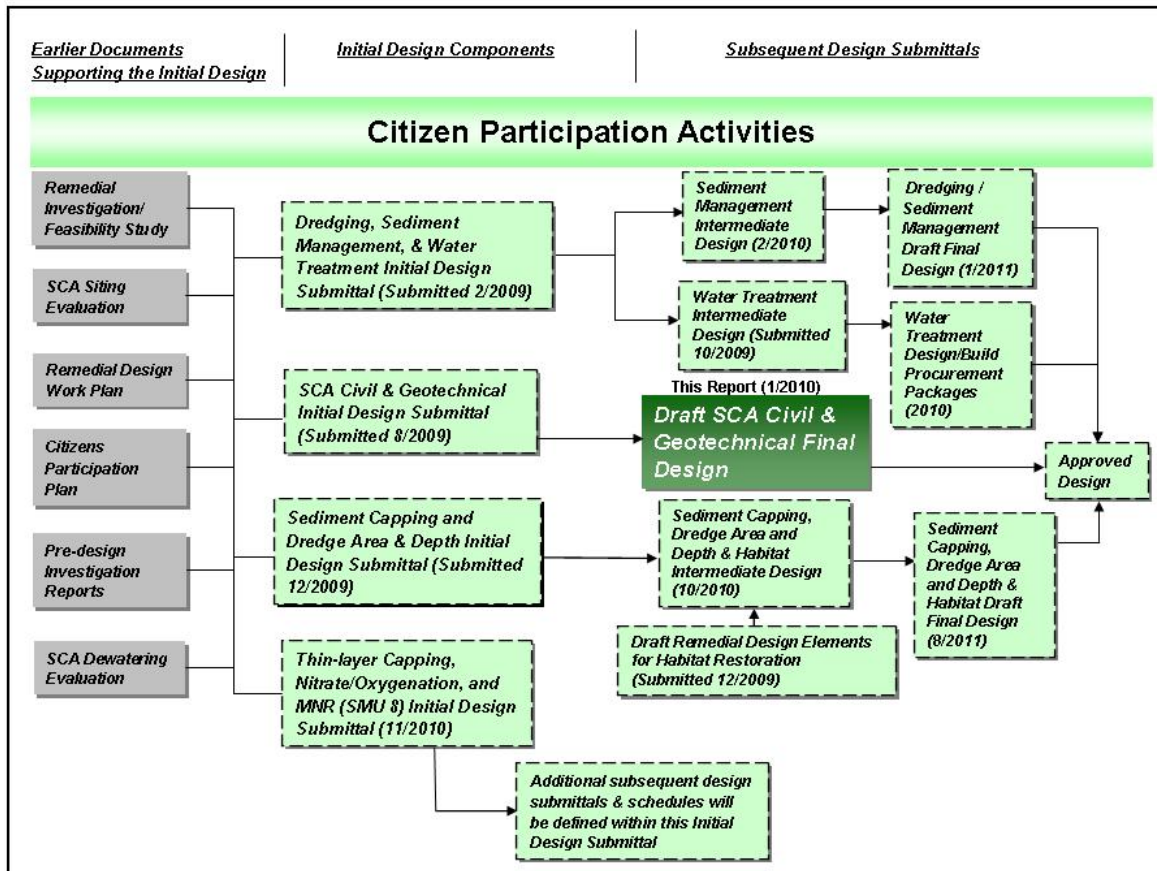 Earlier Documents
Supporting the Initial Design
Initial Design Components
Subsequent Design Submittals
Citizen Participation Activities
Remedial
Investigation/
Feasibility Study
SCA Siting
Evaluation
Remedial Design
Work Plan
Citizens
Participation
Plan
Pre-design
Investigation
Reports
SCA Dewatering
Evaluation
Dredging, Sediment
Management, & Water
Treatment Initial Design
Submittal (Submitted 2/2009)
SCA Civil & Geotechnical
Initial Design Submittal
(Submitted 8/2009)
Sediment Capping and
Dredge Area & Depth Initial
Design Submittal (Submitted
12/2009)
Thin-layer Capping,
Nitrate/Oxygenation, and
MNR (SMU 8) Initial Design
Submittal (11/2010)
Sediment
Management
Intermediate
Design (2/2010)
Dredging /
Sediment
Management
Draft Final
Design (1/2011)
Water Treatment
Intermediate
Design (Submitted
10/2009)
Water
Treatment
Design/Build
Procurement
Packages
(2010)
This Report (1/2010)
Draft SCA Civil &
Geotechnical Final
Design
Approved
Design
Sediment Capping,
Dredge Area and
Depth & Habitat
Intermediate Design
(10/2010)
Sediment
Capping,
Dredge Area
and Depth &
Habitat Draft
Final Design
(8/2011)
Draft Remedial Design Elements
for Habitat Restoration
(Submitted 12/2009)
Additional subsequent design
submittals & schedules will
be defined within this Initial
Design Submittal